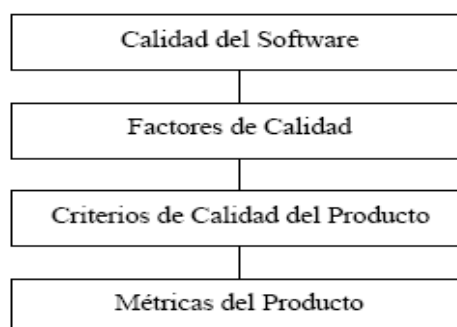 Calidad del Software
Factores de Calidad
Criterios de Calidad del Producto
Métricas del Producto